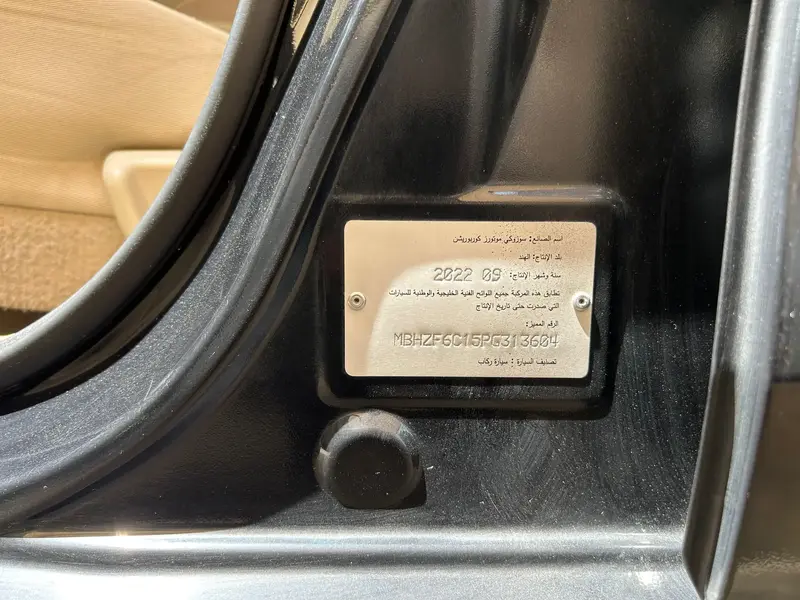 اسم الصانع: سوزوكي موتورز كوربوريشن
بلد الإنتاج: الهند
سنة وشهر الإنتاج: 2022 09
تطابق هذه المركبة جميع اللوائح الفنية الخليجية والوطنية للسيارات
التي صدرت حتى تاريخ الإنتاج
الرقم المميز:
MBHZF6C15PG313604
تصنيف السيارة : سيارة ركاب